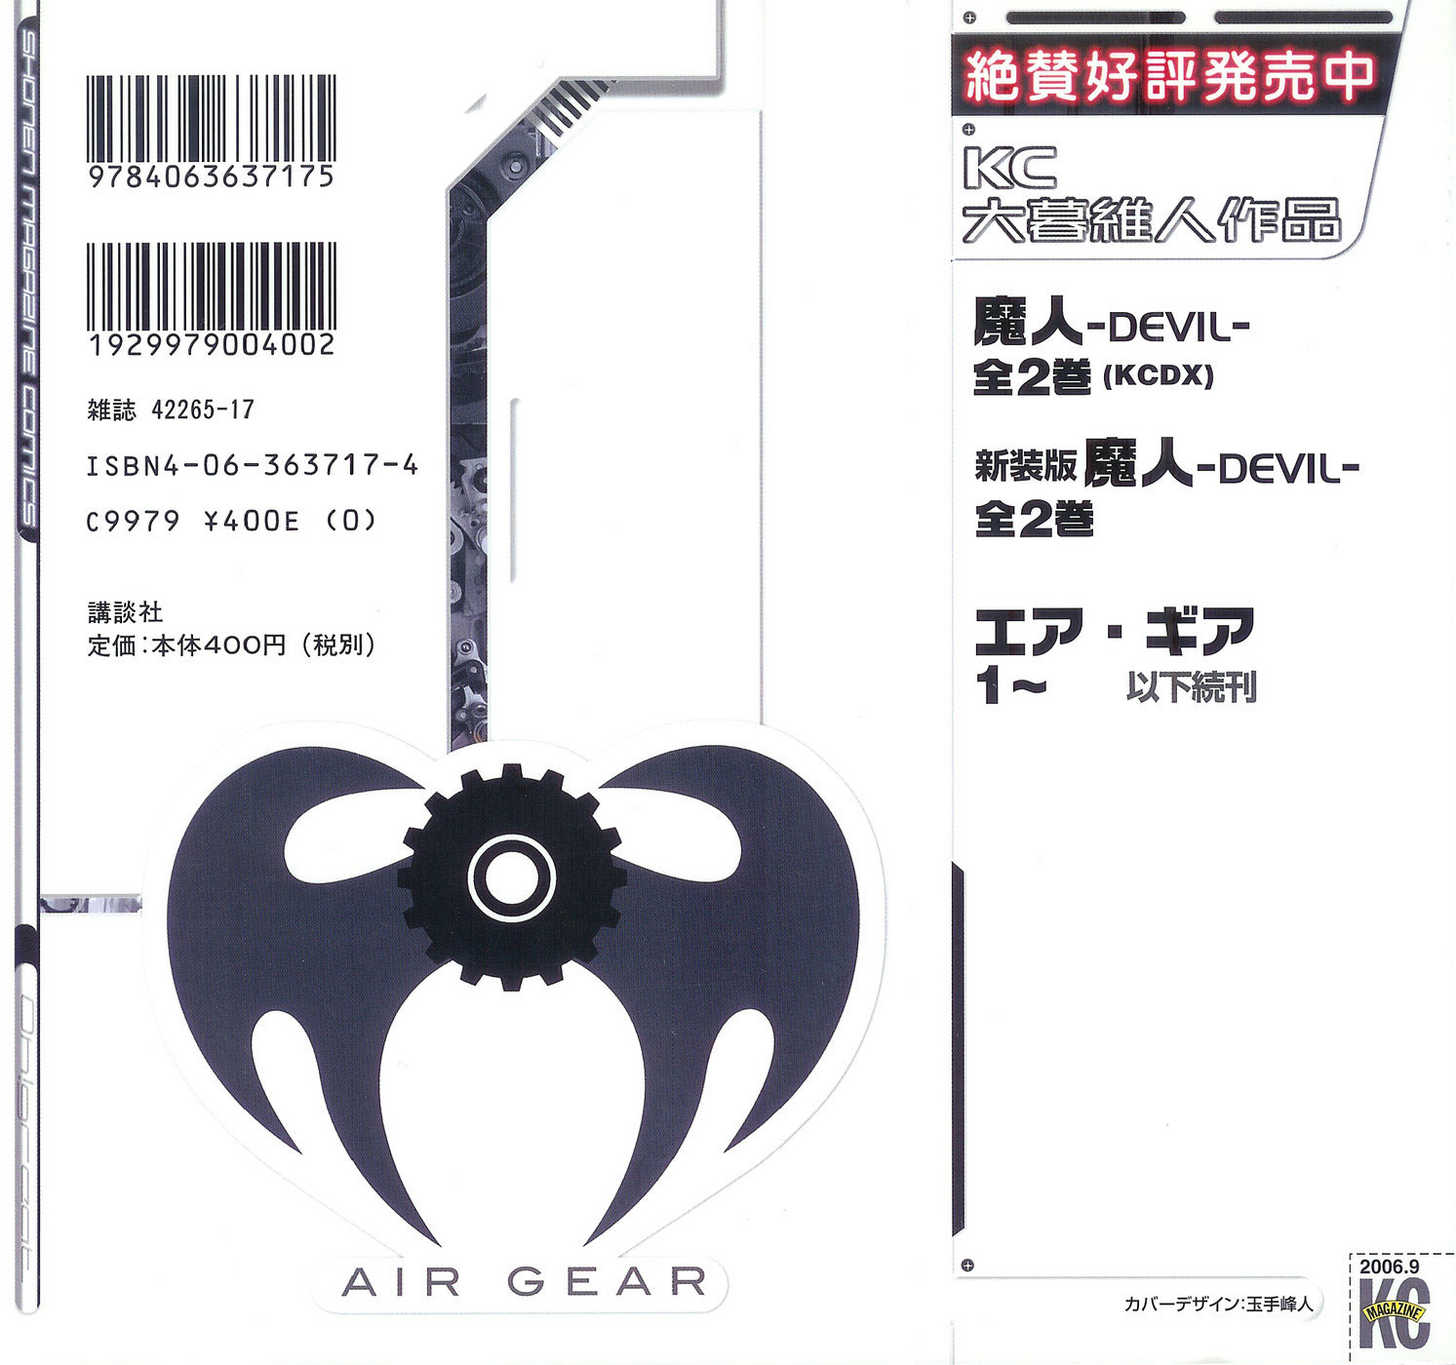 SHONEN MAGAZINE COMICS
9784063637175
1929979004002
雑誌 42265-17
ISBN4-06-363717-4
C9979 ¥400E (0)
講談社
定価:本体400円(税別)
AIR GEAR
絶賛好評発売中
KC
大暮維人作品
魔人-DEVIL-
全2巻(KCDX)
新装版 魔人-DEVIL-
全2巻
エア・ギア
1~ 以下続刊
カバーデザイン:玉手峰人
2006.9
KC
MAGAZINE